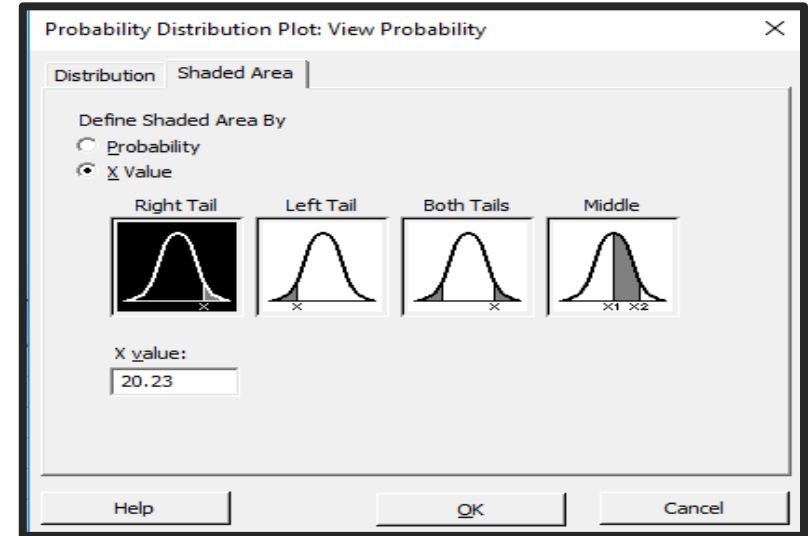 Probability Distribution Plot: View Probability
Distribution Shaded Area
Define Shaded Area By
Probability
X Value
Right Tail Left Tail Both Tails Middle
X X X X1 X2
X value:
20.23
Help OK Cancel